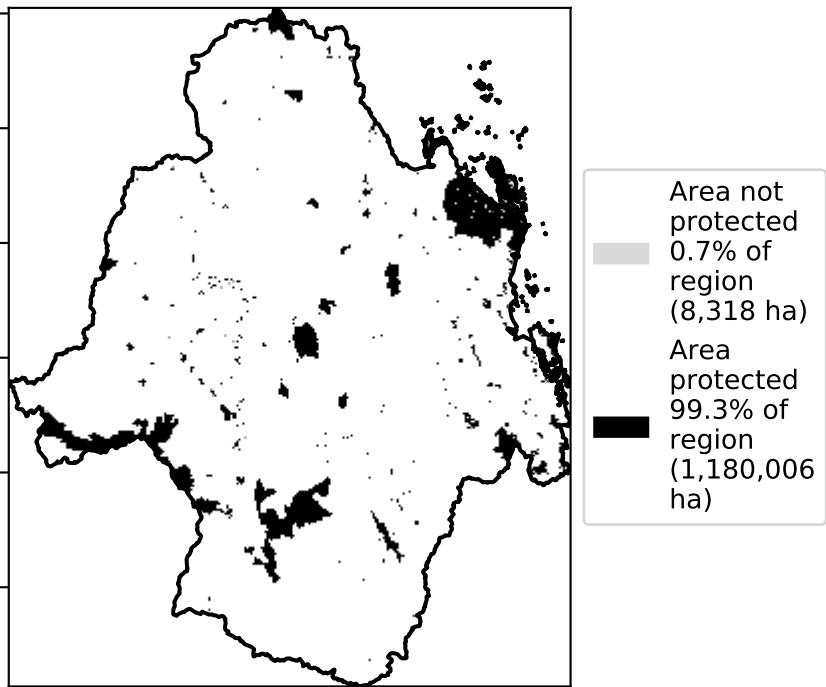 Area not
protected
0.7% of
region
(8,318 ha)
Area
protected
99.3% of
region
(1,180,006
ha)